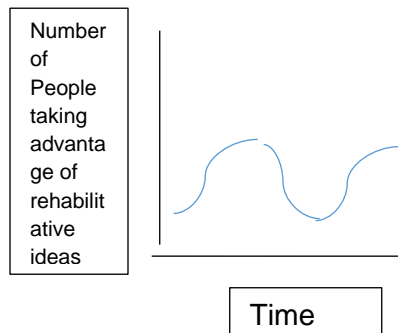 Number
of
People
taking
advanta
ge of
rehabilit
ative
ideas
Time